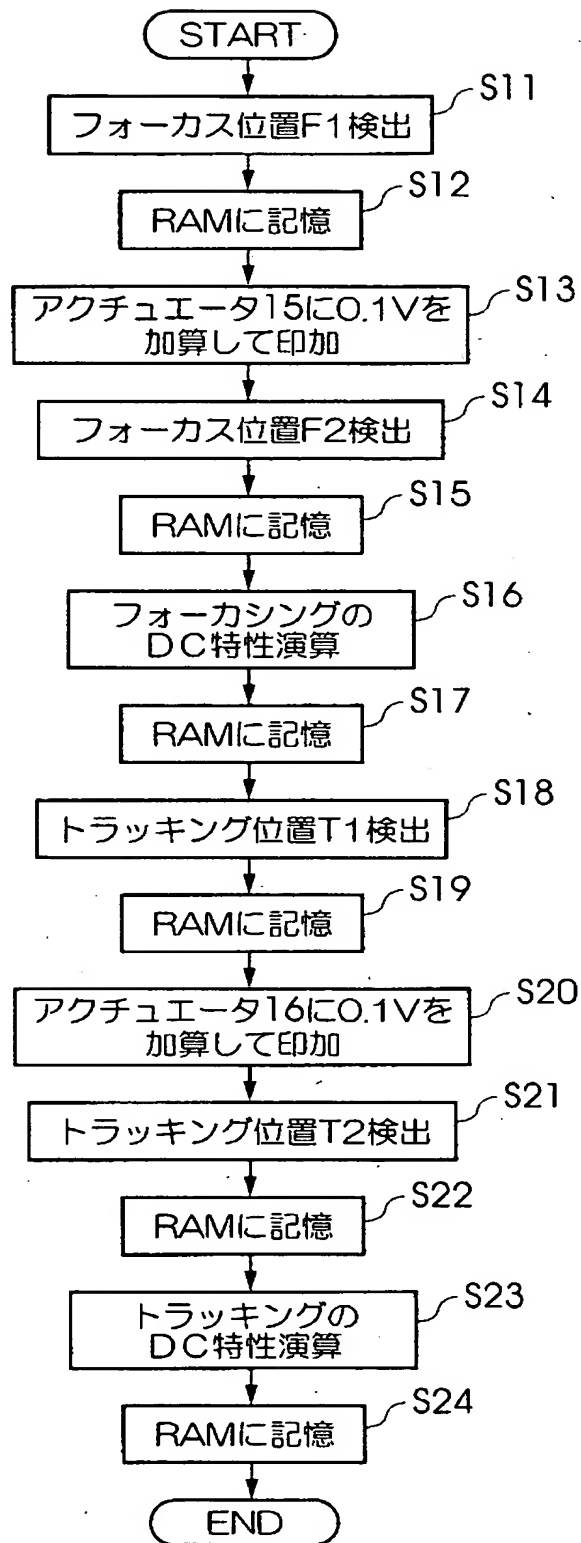 START
S11
フォーカス位置F1検出
S12
RAMに記憶
S13
アクチュエータ15に0.1Vを
加算して印加
S14
フォーカス位置F2検出
S15
RAMに記憶
S16
フォーカシングの
DC特性演算
S17
RAMに記憶
S18
トラッキング位置T1検出
S19
RAMに記憶
S20
アクチュエータ16に0.1Vを
加算して印加
S21
トラッキング位置T2検出
S22
RAMに記憶
S23
トラッキングの
DC特性演算
S24
RAMに記憶
END